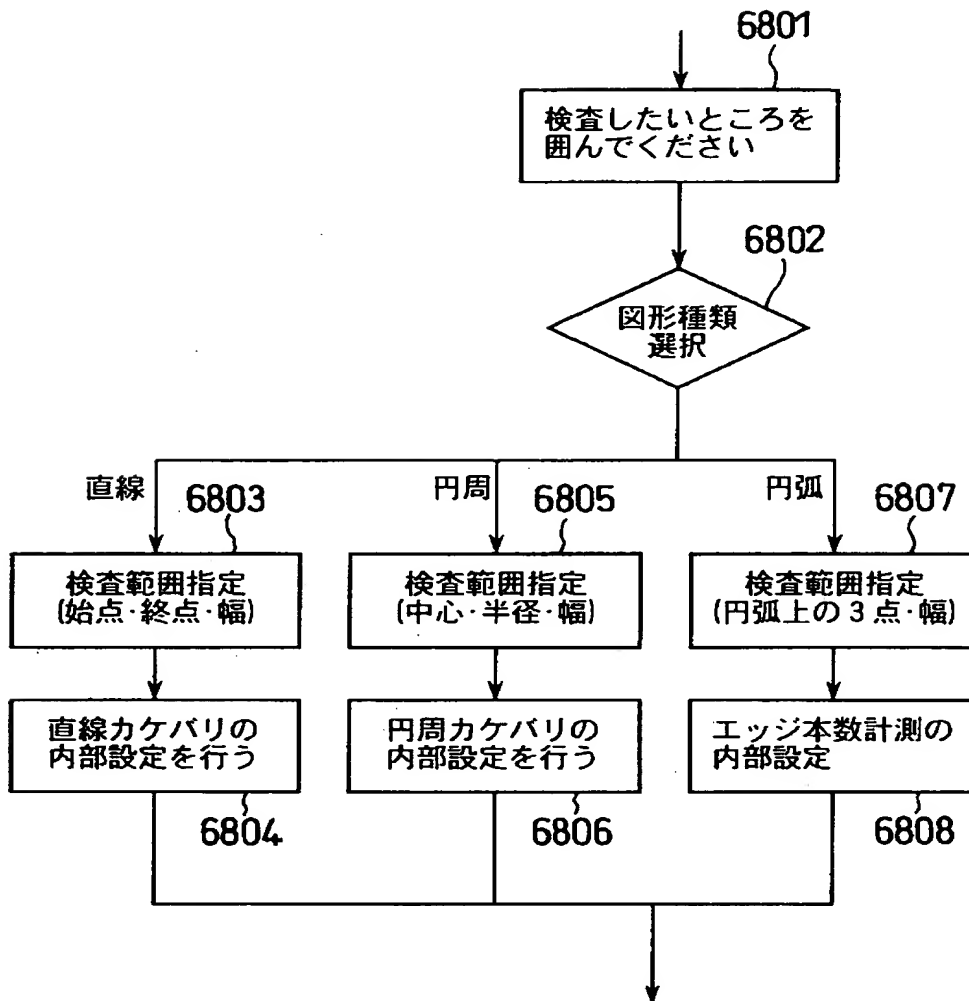 6801
検査したいところを
囲んでください
6802
図形種類
選択
直線
6803
円周
6805
円弧
6807
検査範囲指定
(始点·終点·幅)
検査範囲指定
(中心·半径·幅)
検査範囲指定
(円弧上の3点·幅)
直線カケバリの
内部設定を行う
円周カケバリの
内部設定を行う
エッジ本数計測の
内部設定
6804
6806
6808